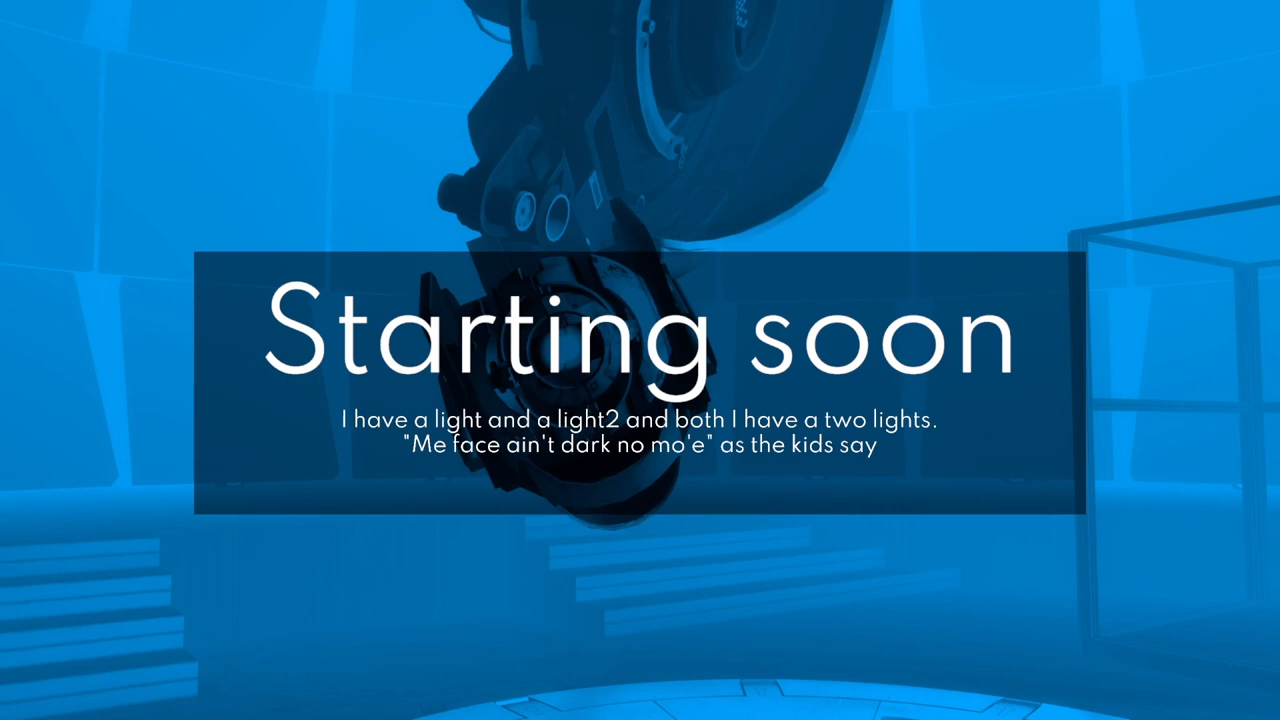 Starting soon
I have a light and a light2 and both I have a two lights.
"Me face ain't dark no mo'e" as the kids say